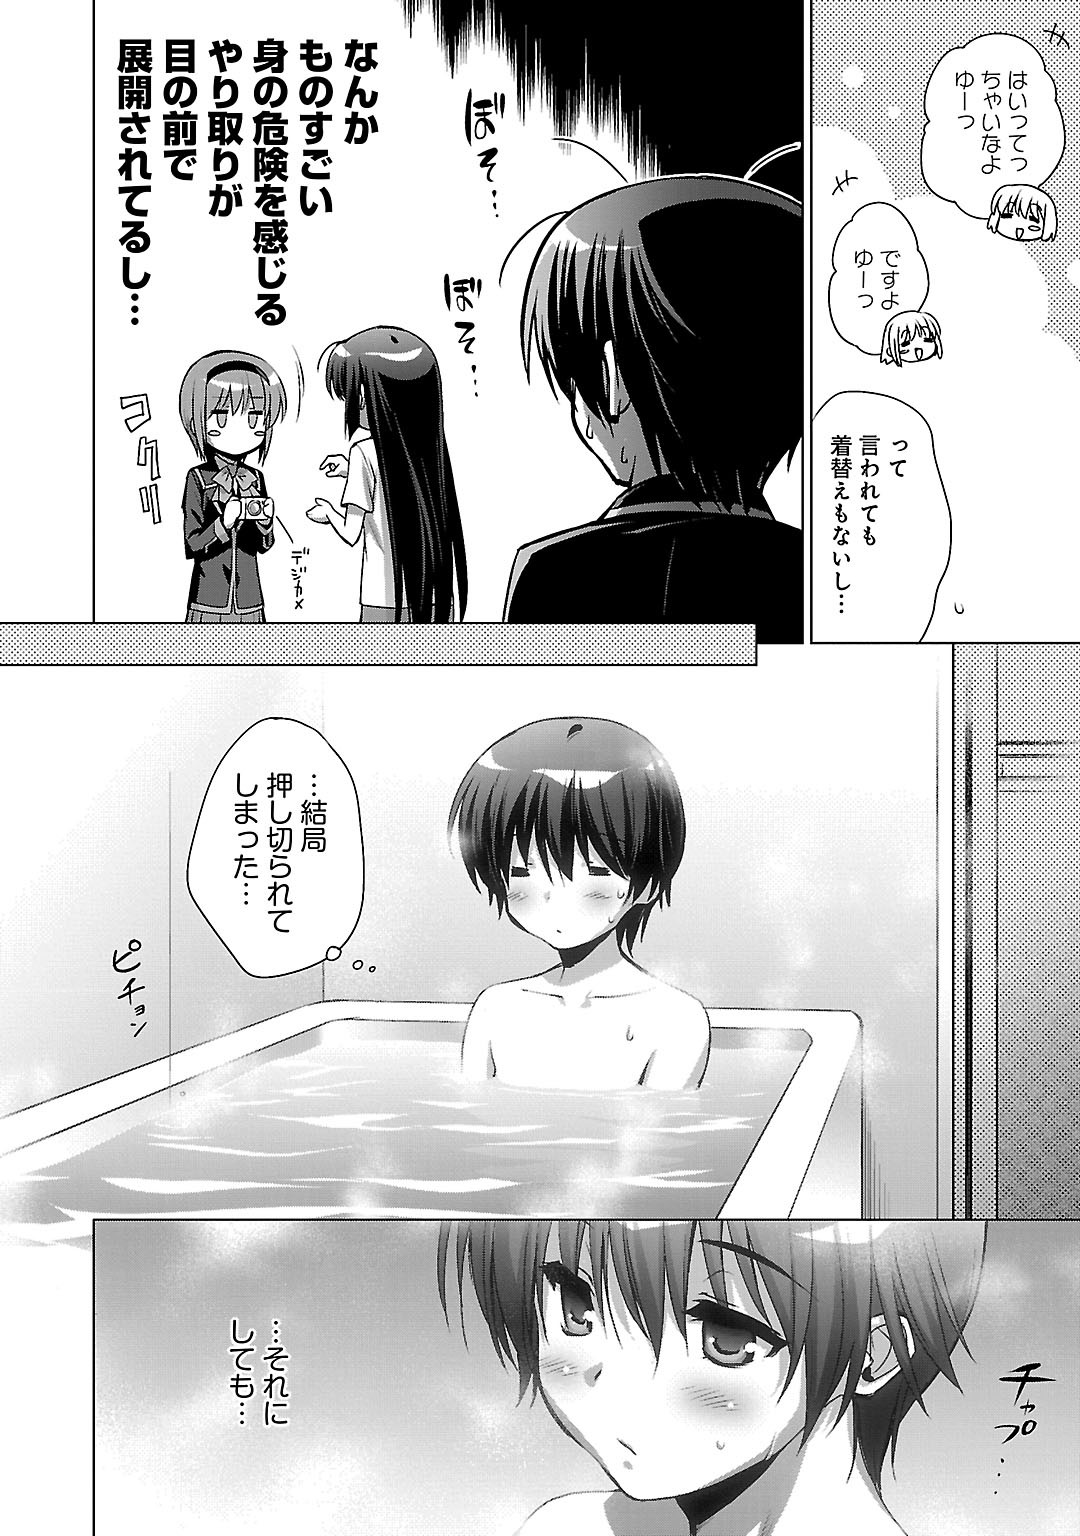 はいってっ
ちゃいなよ
ゆーっ
ですよ
ゆーっ
って
言われても
着替えもないし…
ぼそ…
ぼそ…
なんか
ものすごい
身の危険を感じる
やり取りが
目の前で
展開されてるし…
コクリ
デジカメ
…結局
押し切られて
しまった…
ピチョン
チャプ…
…それに
しても…